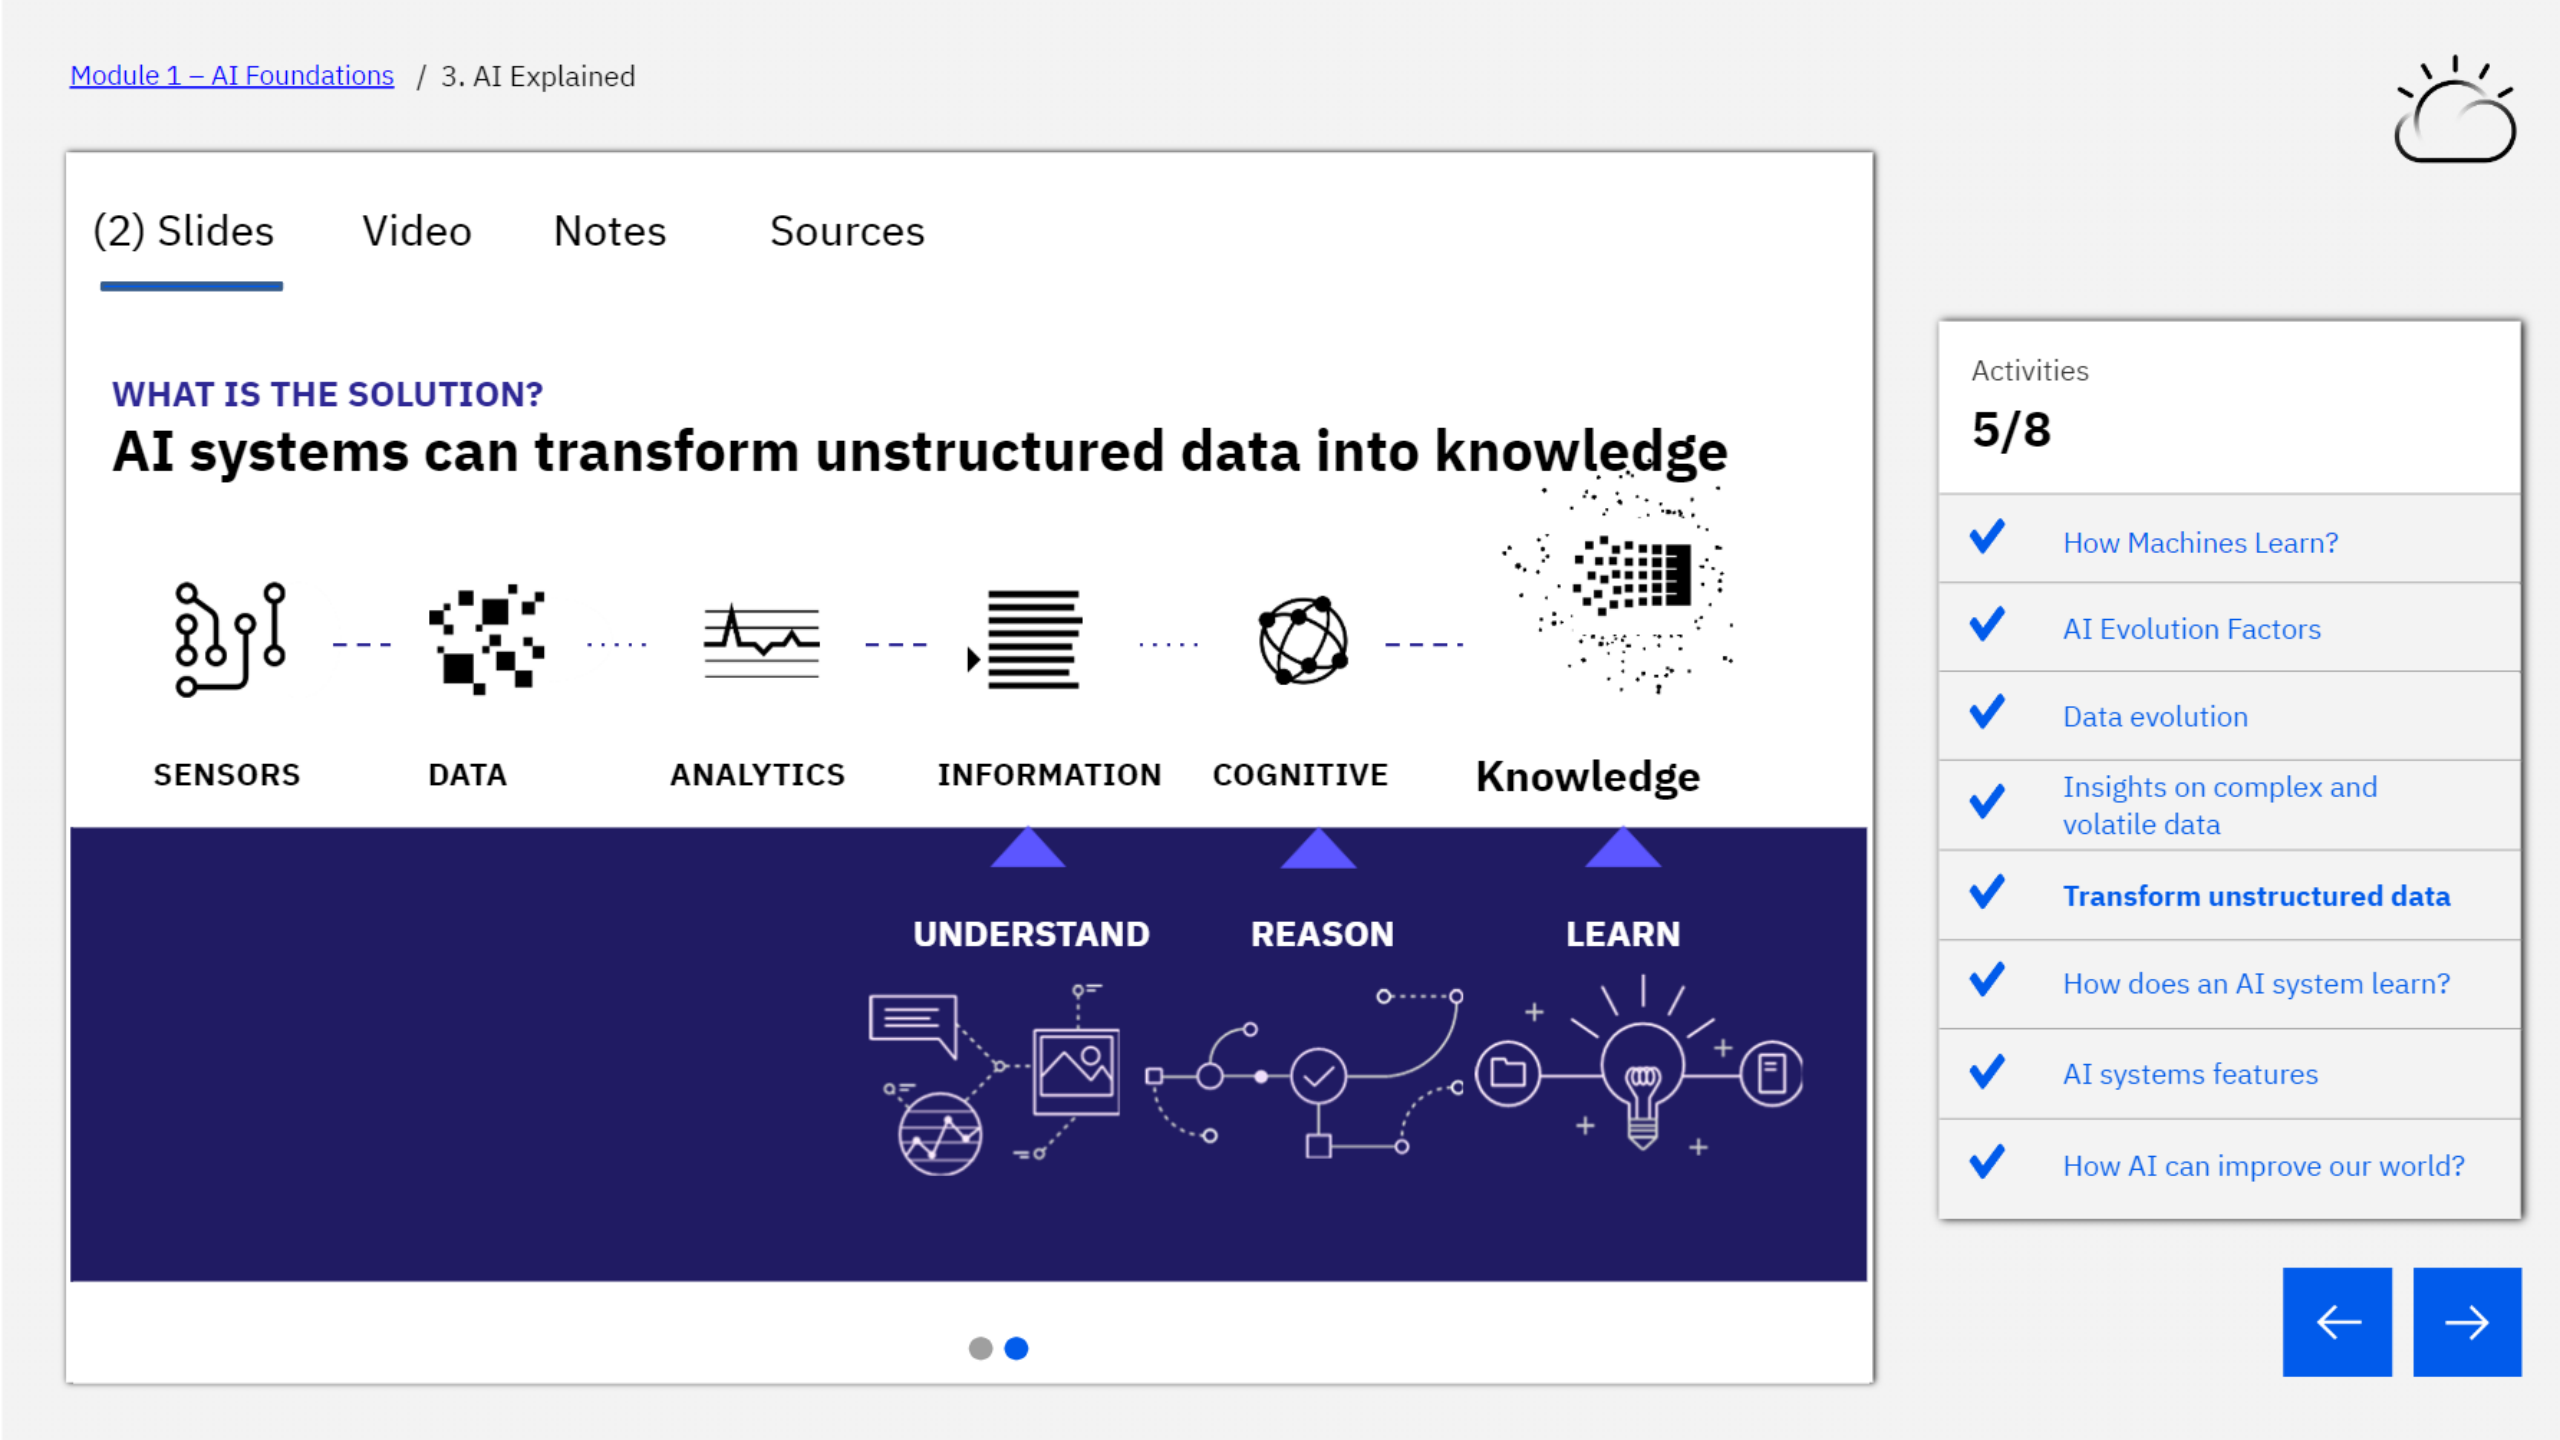 Module 1 – AI Foundations / 3. AI Explained
(2) Slides Video Notes Sources
WHAT IS THE SOLUTION?
AI systems can transform unstructured data into knowledge
SENSORS DATA ANALYTICS INFORMATION COGNITIVE Knowledge
UNDERSTAND REASON LEARN
Activities
5/8
How Machines Learn?
AI Evolution Factors
Data evolution
Insights on complex and
volatile data
Transform unstructured data
How does an AI system learn?
AI systems features
How AI can improve our world?